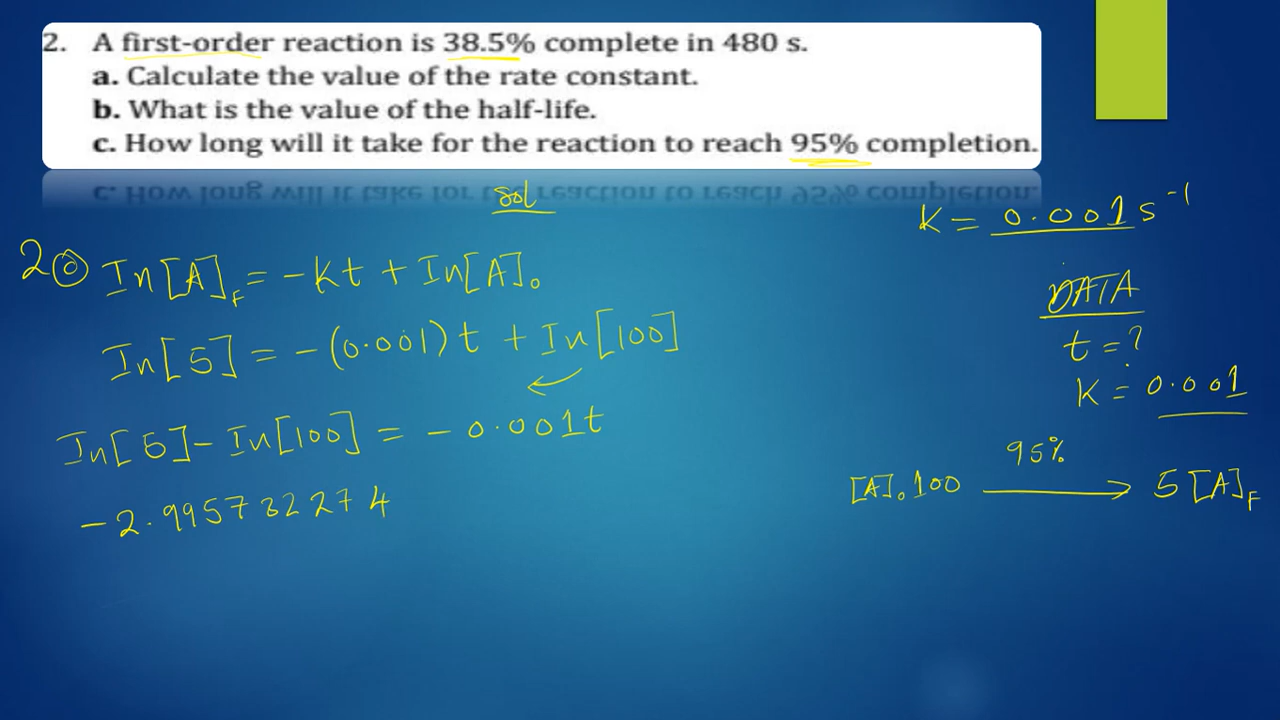 2. A first-order reaction is 38.5% complete in 480 s.
a. Calculate the value of the rate constant.
b. What is the value of the half-life.
c. How long will it take for the reaction to reach 95% completion.
sol
K = 0.001 s⁻¹
2© In[A]F = -Kt + In[A]₀
In[5] = -(0.001)t + In[100]
In[5] - In[100] = -0.001t
-2.995732274
DATA
t = ?
K = 0.001
95%
[A]₀ 100 ⟶ 5 [A]F